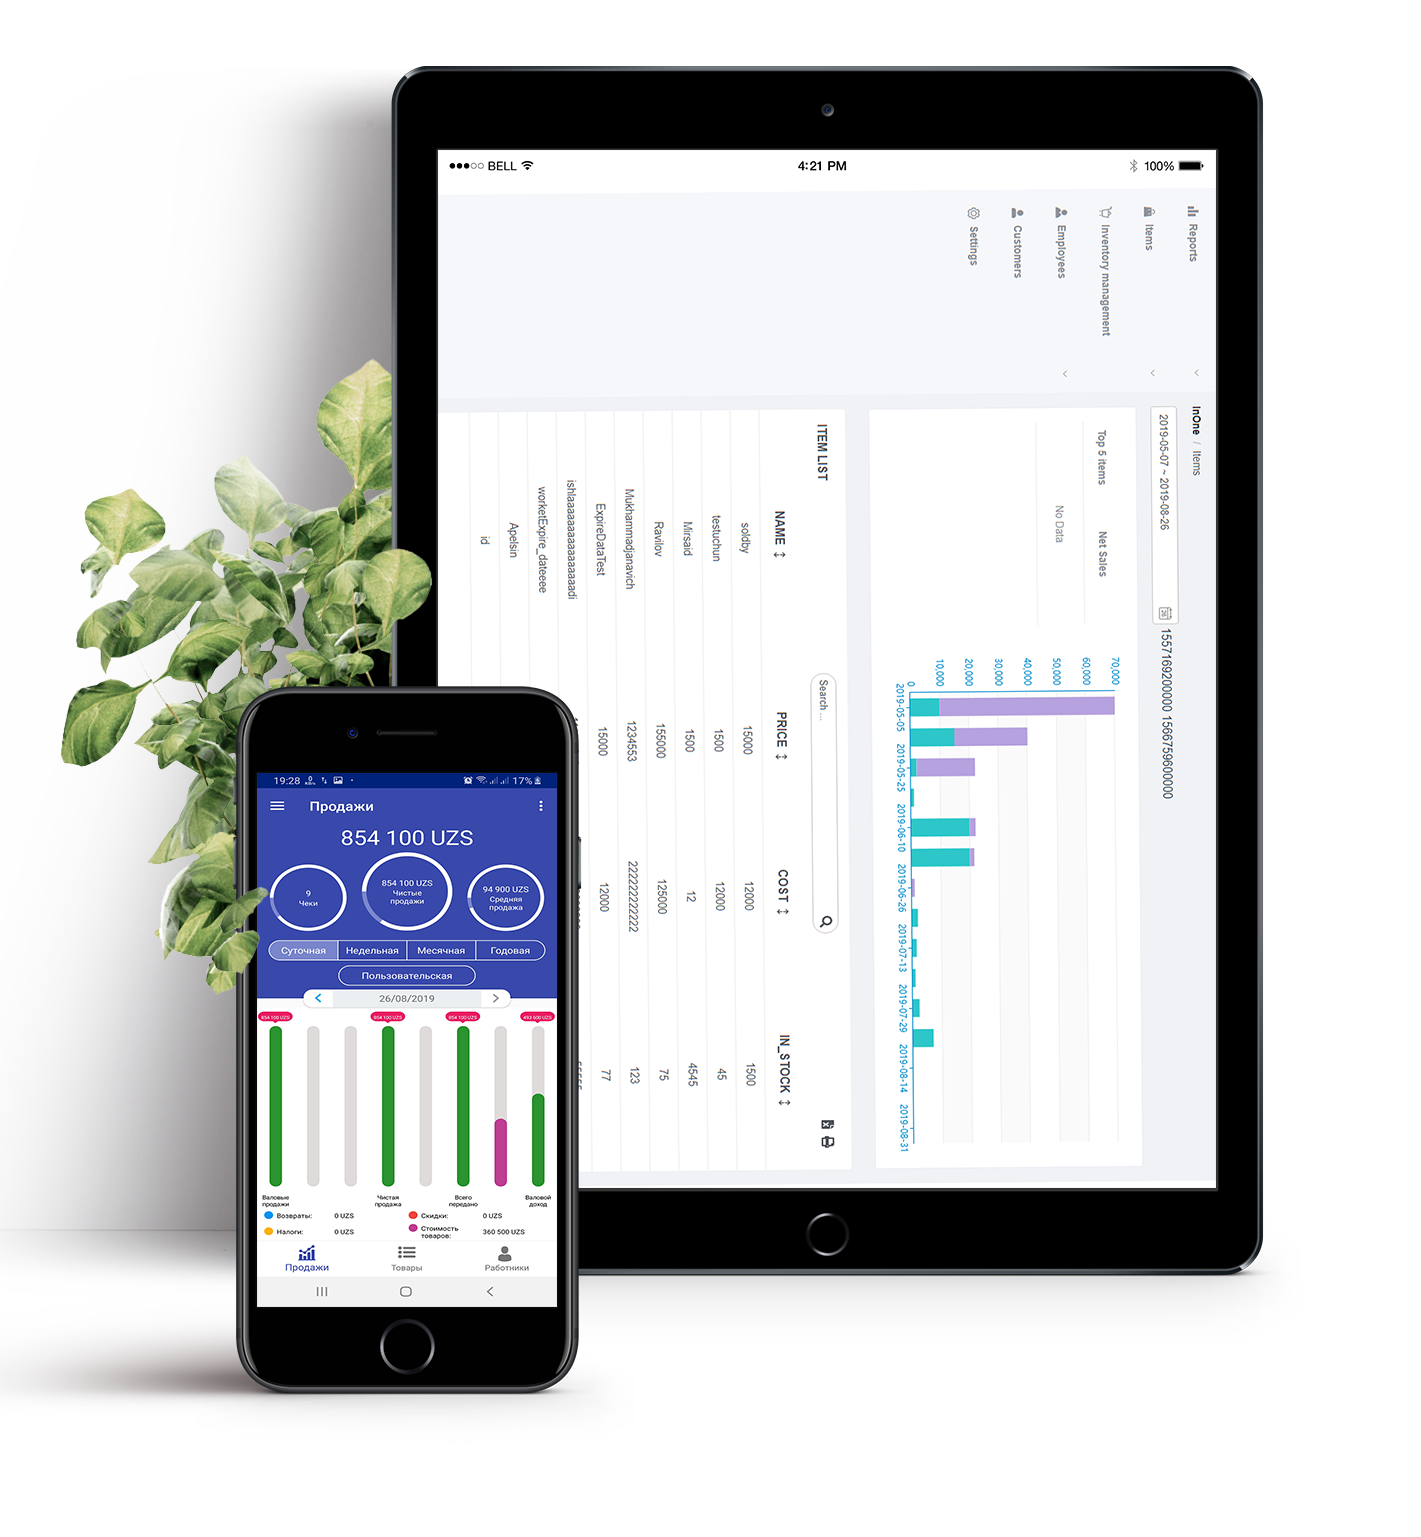 BELL
4:21 PM
100%
Reports
Items
Inventory management
Employees
Customers
Settings
InOne / Items
2019-05-07 ~ 2019-08-26
1557169200000 1566759600000
Top 5 items Net Sales
No Data
70,000
60,000
50,000
40,000
30,000
20,000
10,000
0
2019-05-05 2019-05-25 2019-06-10 2019-06-26 2019-07-13 2019-07-29 2019-08-14 2019-08-31
ITEM LIST
Search ...
NAME PRICE COST IN_STOCK
soldby 15000 12000 1500
testuchun 1500 12000 45
Mirsaid 1500 12 4545
Ravilov 155000 125000 75
Mukhammadjanavich 1234553 222222222222 123
ExpireDataTest 15000 12000 77
worketExpire_dateeee
Apelsin
id
19:28
17%
Продажи
854 100 UZS
9
Чеки
854 100 UZS
Чистые
продажи
94 900 UZS
Средняя
продажа
Суточная Недельная Месячная Годовая
Пользовательская
26/08/2019
854 100 UZS 854 100 UZS 854 100 UZS 493 600 UZS
Валовые
продажи
Чистая
продажа
Всего
передано
Валовой
доход
Возвраты: 0 UZS
Скидки: 0 UZS
Налоги: 0 UZS
Стоимость
товаров: 360 500 UZS
Продажи Товары Работники